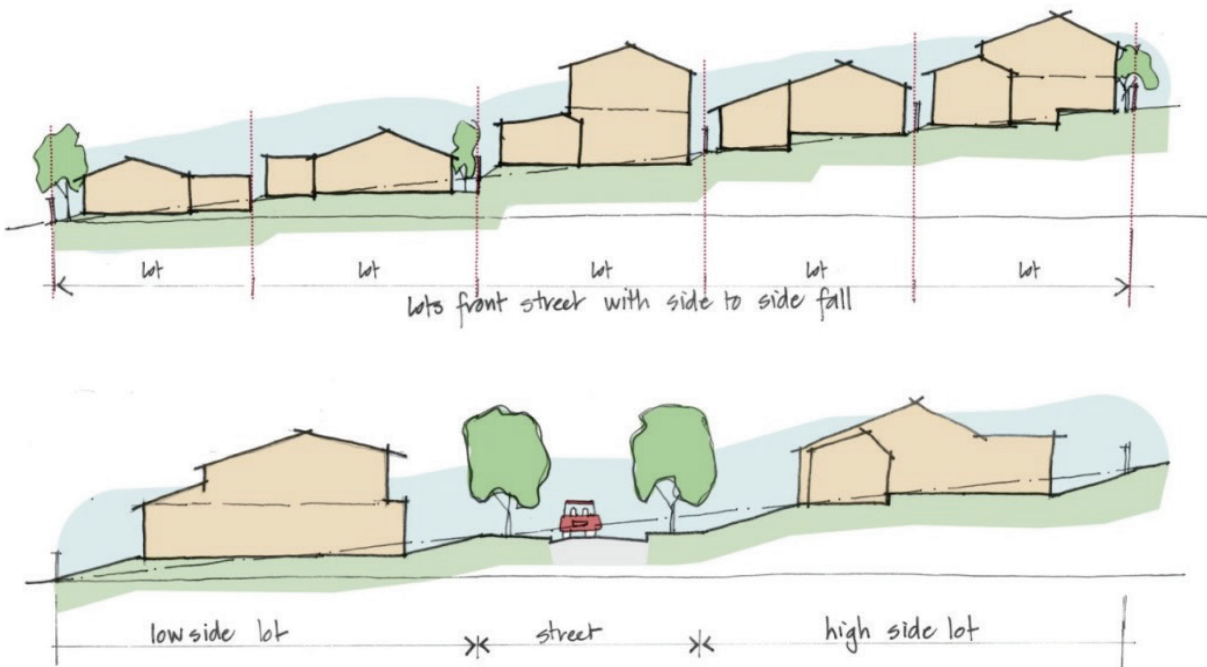 lot lot lot lot lot
lots front street with side to side fall
low side lot street high side lot